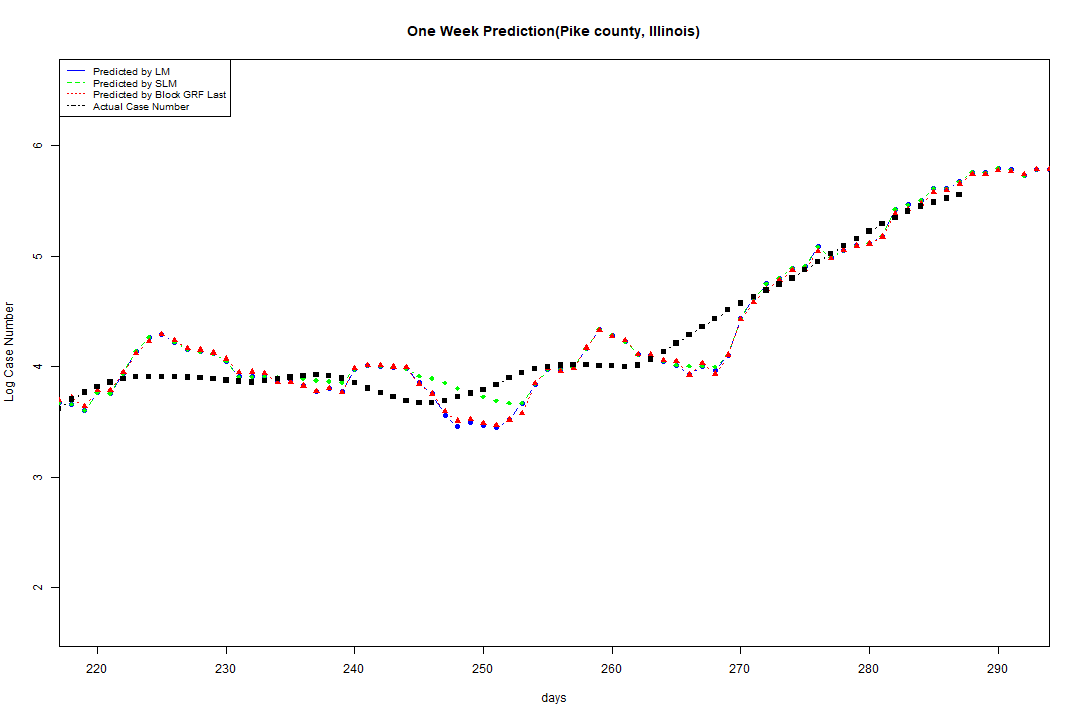 One Week Prediction(Pike county, Illinois)
Predicted by LM
Predicted by SLM
Predicted by Block GRF Last
Actual Case Number
6
5
4
3
2
Log Case Number
220 230 240 250 260 270 280 290
days